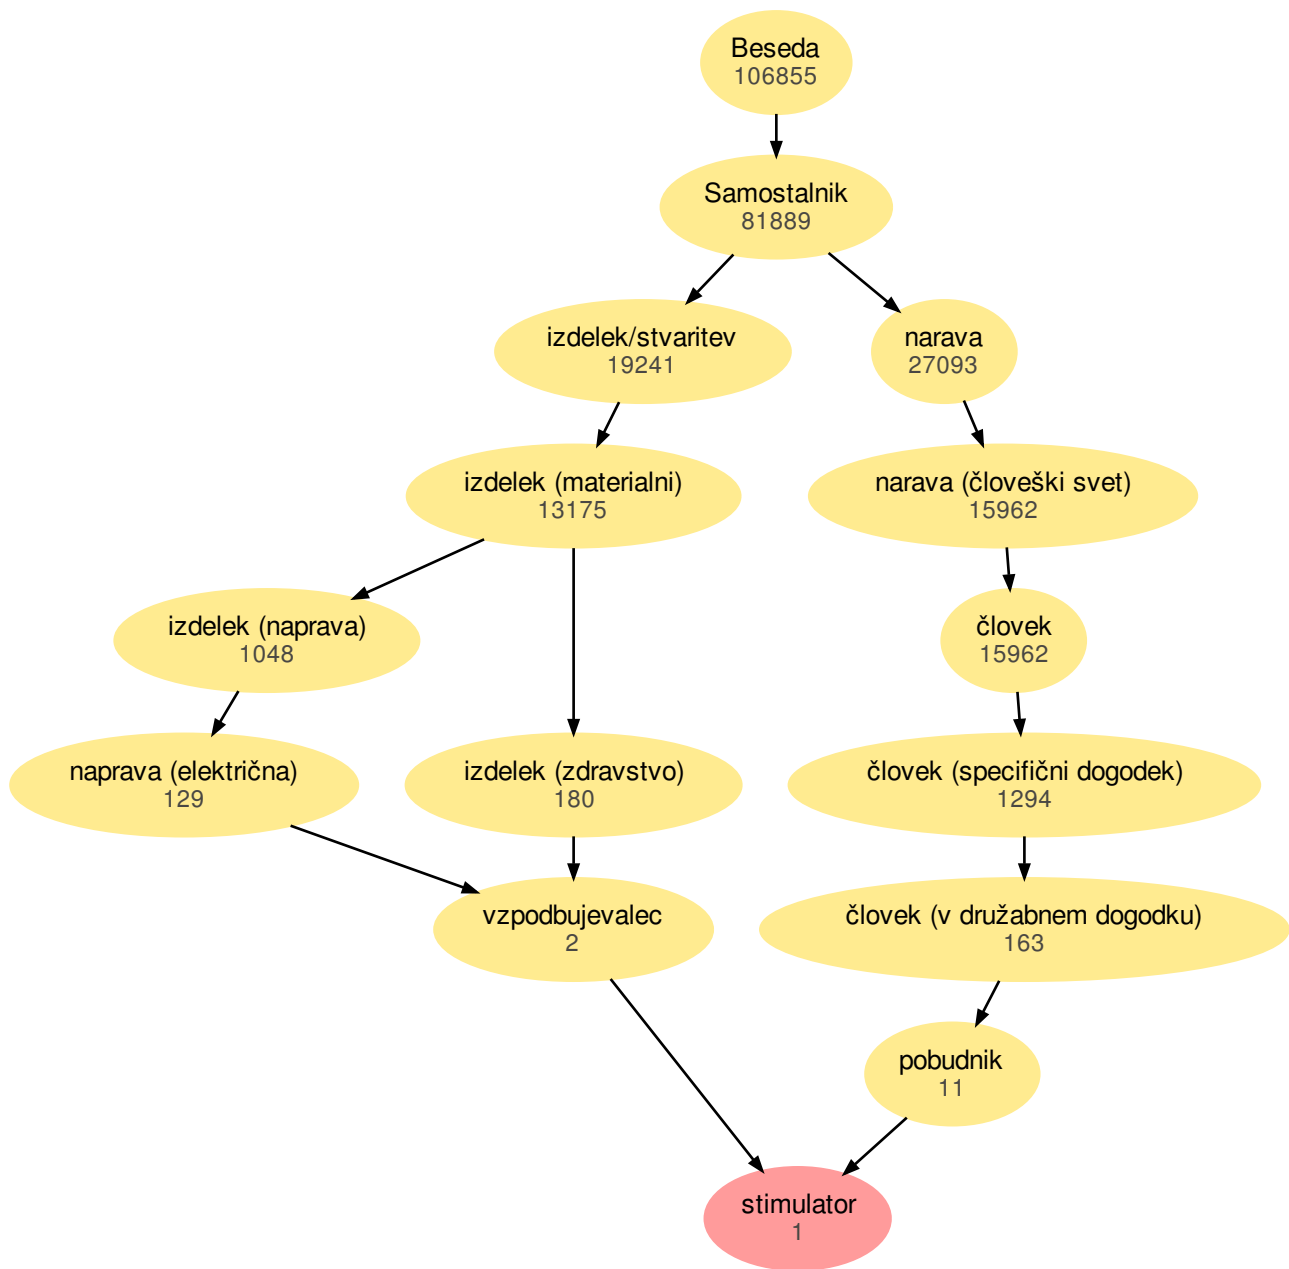 Beseda
106855
Samostalnik
81889
izdelek/stvaritev
19241
narava
27093
izdelek (materialni)
13175
narava (človeški svet)
15962
izdelek (naprava)
1048
človek
15962
naprava (električna)
129
izdelek (zdravstvo)
180
človek (specifični dogodek)
1294
vzpodbujevalec
2
človek (v družabnem dogodku)
163
pobudnik
11
stimulator
1